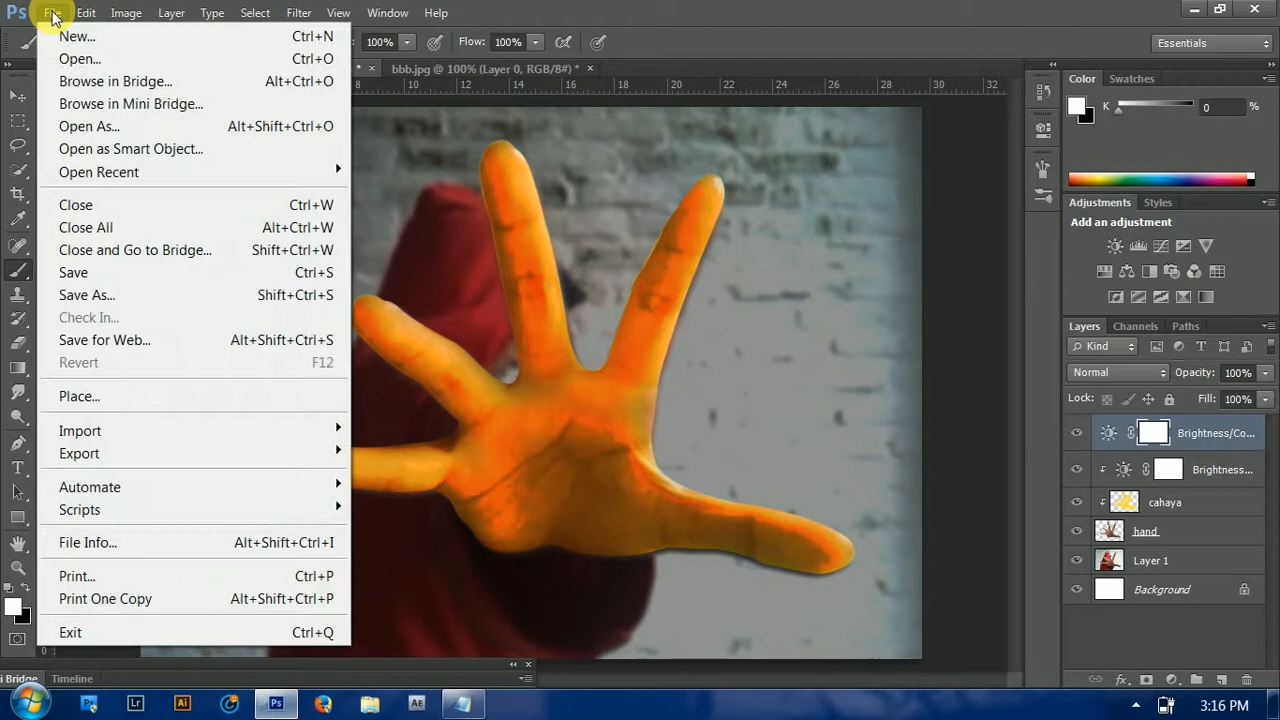 Ps File Edit Image Layer Type Select Filter View Window Help
100% Flow: 100% Essentials
bbb.jpg @ 100% (Layer 0, RGB/8#) *
8 10 12 14 16 18 20 22 24 26 28 30 32
New... Ctrl+N
Open... Ctrl+O
Browse in Bridge... Alt+Ctrl+O
Browse in Mini Bridge...
Open As... Alt+Shift+Ctrl+O
Open as Smart Object...
Open Recent
Close Ctrl+W
Close All Alt+Ctrl+W
Close and Go to Bridge... Shift+Ctrl+W
Save Ctrl+S
Save As... Shift+Ctrl+S
Check In...
Save for Web... Alt+Shift+Ctrl+S
Revert F12
Place...
Import
Export
Automate
Scripts
File Info... Alt+Shift+Ctrl+I
Print... Ctrl+P
Print One Copy Alt+Shift+Ctrl+P
Exit Ctrl+Q
Color Swatches
K 0 %
Adjustments Styles
Add an adjustment
Layers Channels Paths
Kind
Normal Opacity: 100%
Lock: Fill: 100%
Brightness/Co...
Brightness...
cahaya
hand
Layer 1
Background
0
i Bridge Timeline
Lr Ai Ps AE
3:16 PM